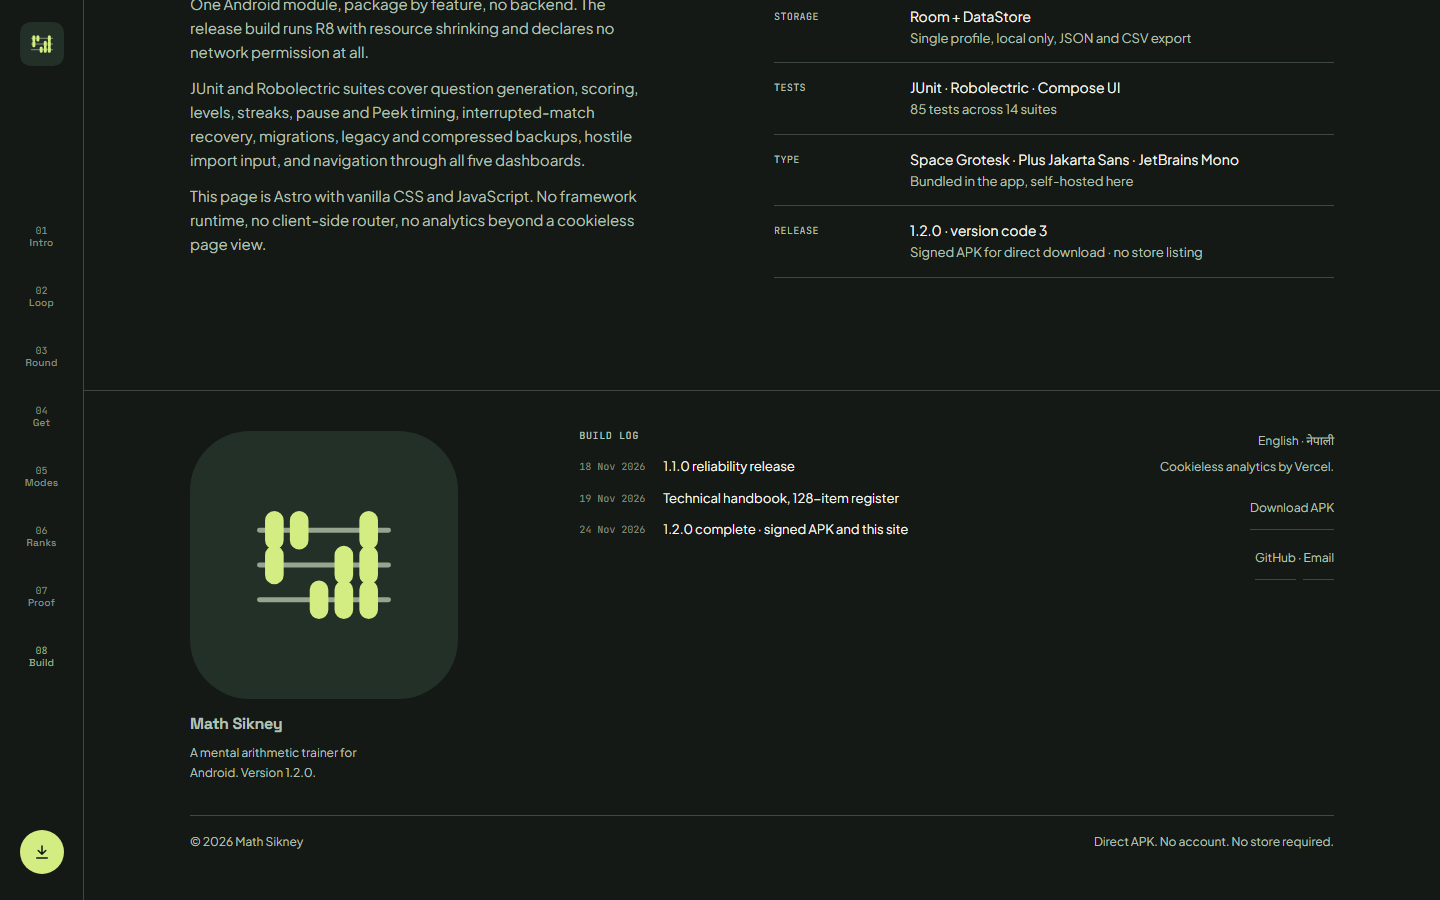 One Android module, package by feature, no backend. The
release build runs R8 with resource shrinking and declares no
network permission at all.
JUnit and Robolectric suites cover question generation, scoring,
levels, streaks, pause and Peek timing, interrupted-match
recovery, migrations, legacy and compressed backups, hostile
import input, and navigation through all five dashboards.
This page is Astro with vanilla CSS and JavaScript. No framework
runtime, no client-side router, no analytics beyond a cookieless
page view.
STORAGE
Room + DataStore
Single profile, local only, JSON and CSV export
TESTS
JUnit · Robolectric · Compose UI
85 tests across 14 suites
TYPE
Space Grotesk · Plus Jakarta Sans · JetBrains Mono
Bundled in the app, self-hosted here
RELEASE
1.2.0 · version code 3
Signed APK for direct download · no store listing
01
Intro
02
Loop
03
Round
04
Get
05
Modes
06
Ranks
07
Proof
08
Build
Math Sikney
A mental arithmetic trainer for
Android. Version 1.2.0.
BUILD LOG
18 Nov 2026 1.1.0 reliability release
19 Nov 2026 Technical handbook, 128-item register
24 Nov 2026 1.2.0 complete · signed APK and this site
English · नेपाली
Cookieless analytics by Vercel.
Download APK
GitHub · Email
© 2026 Math Sikney
Direct APK. No account. No store required.